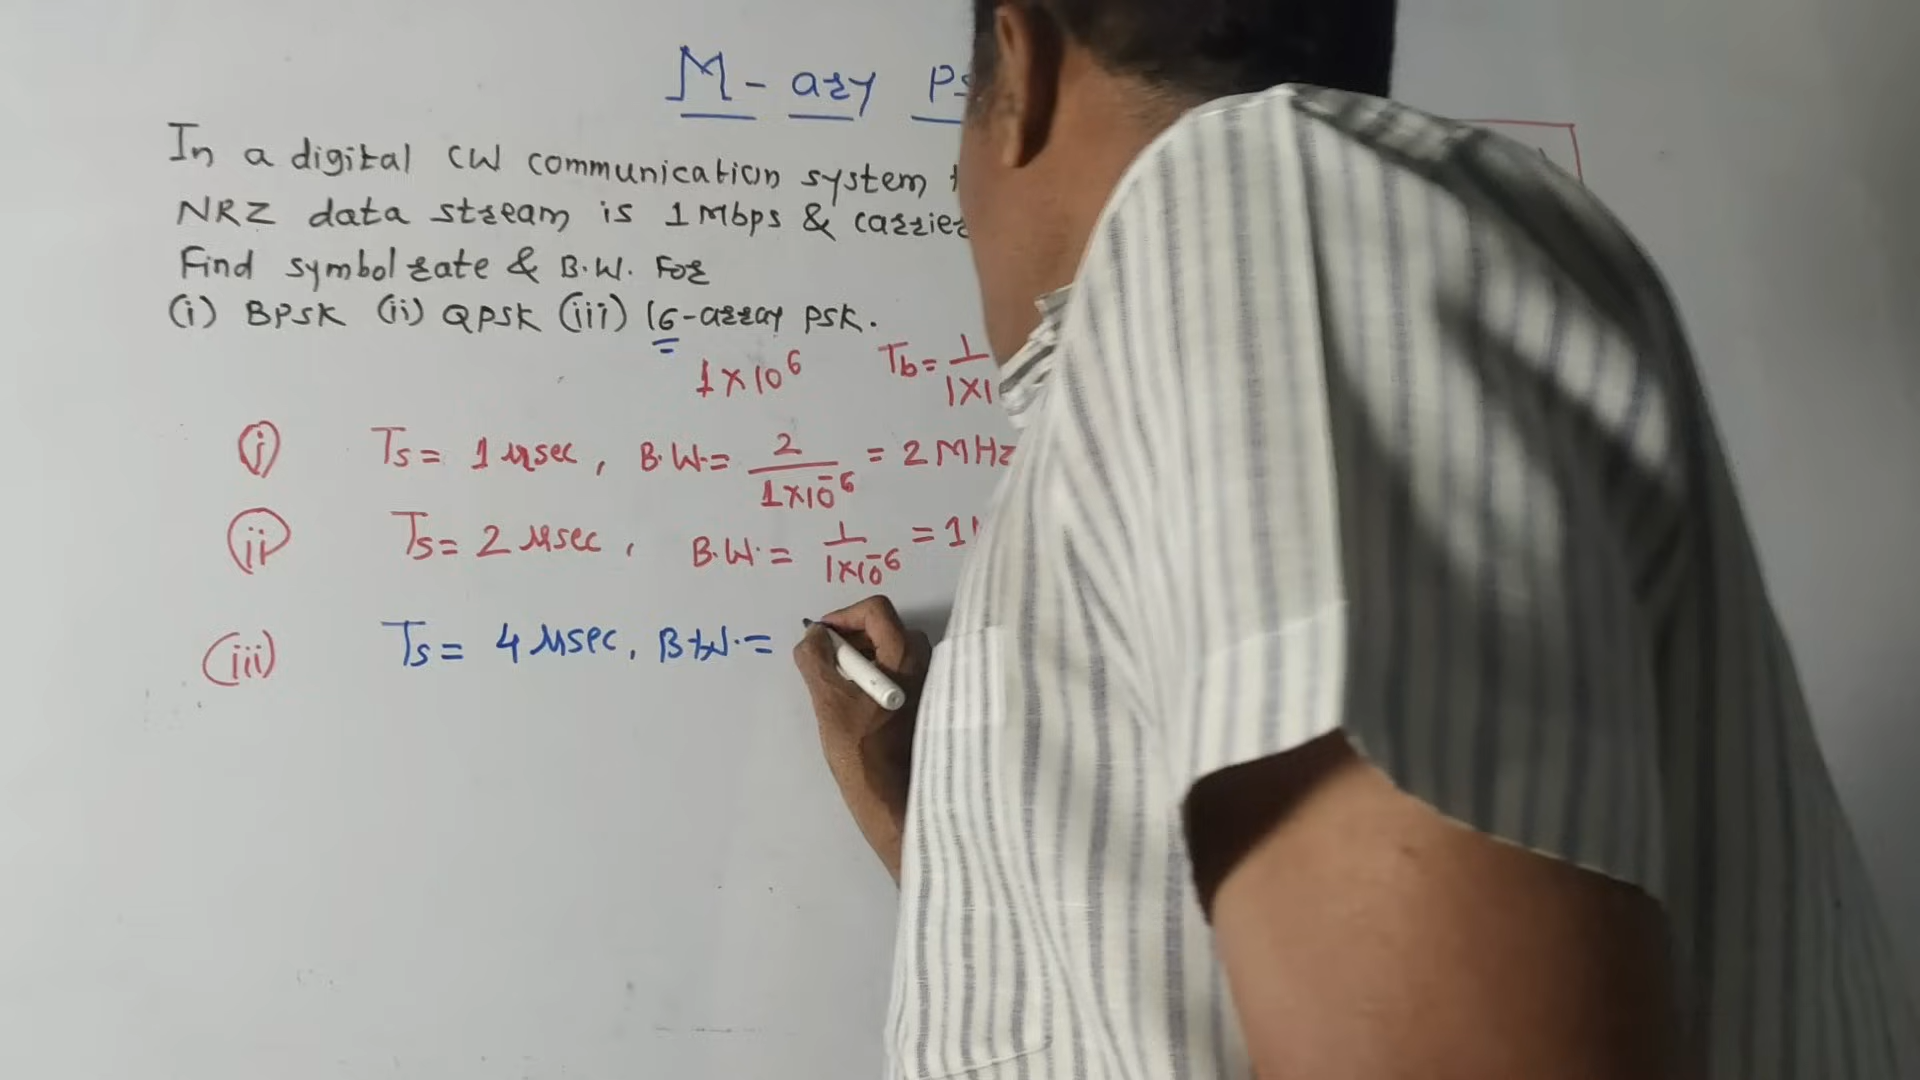 M-ary
In a digital CW communication system
NRZ data stream is 1Mbps & carrier
Find symbol rate & B.W. For
(i) BPSK (ii) QPSK (iii) 16-array PSK.
1×10⁶ Tb=1/1×1
(i) Ts= 1 μsec, B.W.= 2/1×10⁻⁶ = 2MHz
(ii) Ts= 2 μsec, B.W.= 1/1×10⁻⁶ = 1
(iii) Ts= 4 μsec, B.W.=